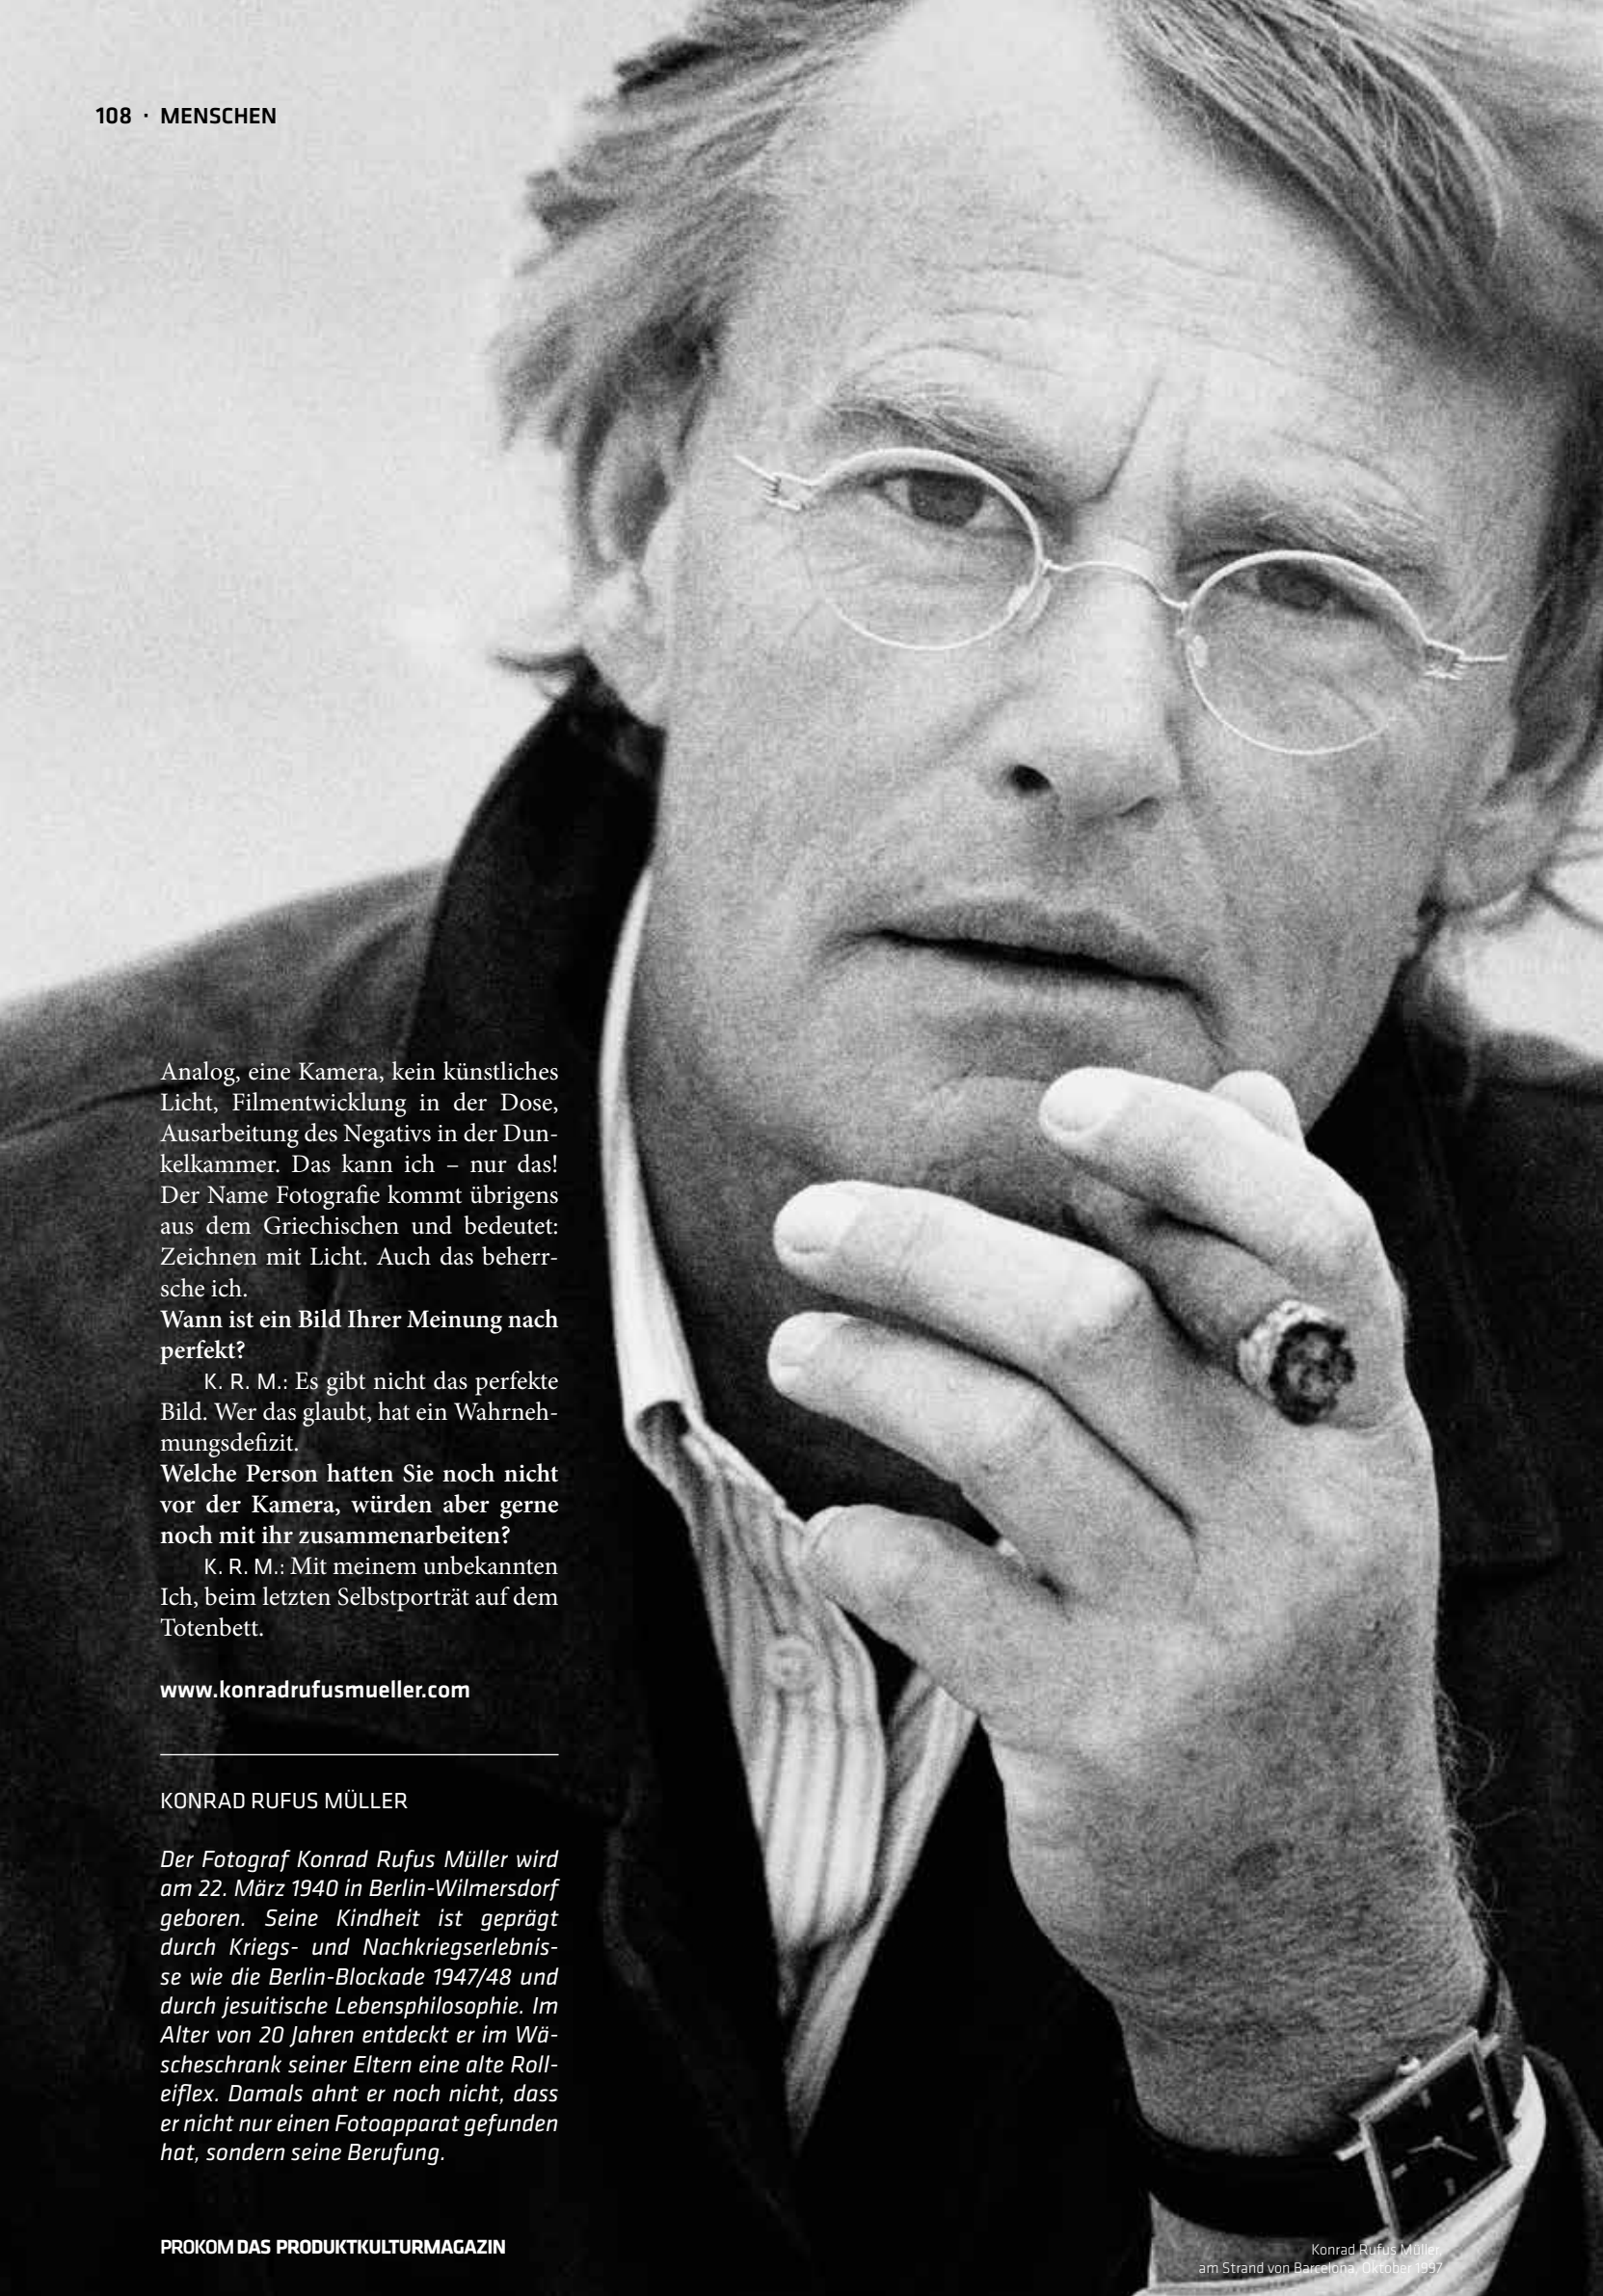 108 · MENSCHEN
Analog, eine Kamera, kein künstliches
Licht, Filmentwicklung in der Dose,
Ausarbeitung des Negativs in der Dun-
kelkammer. Das kann ich – nur das!
Der Name Fotografie kommt übrigens
aus dem Griechischen und bedeutet:
Zeichnen mit Licht. Auch das beherr-
sche ich.
Wann ist ein Bild Ihrer Meinung nach
perfekt?
K. R. M.: Es gibt nicht das perfekte
Bild. Wer das glaubt, hat ein Wahrneh-
mungsdefizit.
Welche Person hatten Sie noch nicht
vor der Kamera, würden aber gerne
noch mit ihr zusammenarbeiten?
K. R. M.: Mit meinem unbekannten
Ich, beim letzten Selbstporträt auf dem
Totenbett.
www.konradrufusmueller.com
KONRAD RUFUS MÜLLER
Der Fotograf Konrad Rufus Müller wird
am 22. März 1940 in Berlin-Wilmersdorf
geboren. Seine Kindheit ist geprägt
durch Kriegs- und Nachkriegserlebnis-
se wie die Berlin-Blockade 1947/48 und
durch jesuitische Lebensphilosophie. Im
Alter von 20 Jahren entdeckt er im Wä-
scheschrank seiner Eltern eine alte Roll-
eiflex. Damals ahnt er noch nicht, dass
er nicht nur einen Fotoapparat gefunden
hat, sondern seine Berufung.
PROKOM DAS PRODUKTKULTURMAGAZIN
Konrad Rufus Müller,
am Strand von Barcelona, Oktober 1997